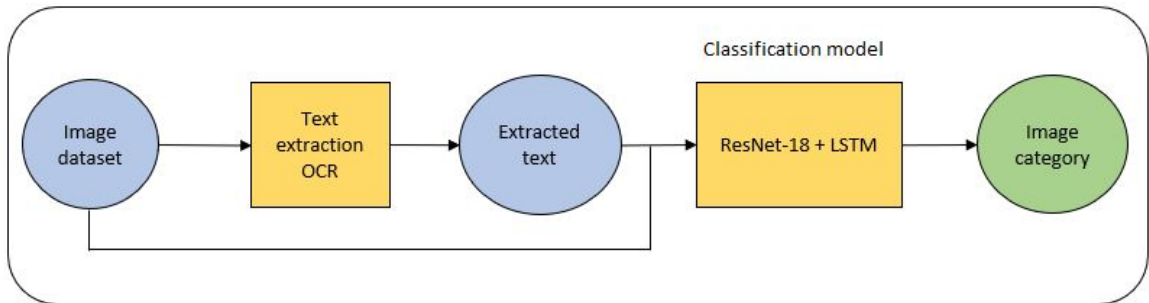 Classification model
Image
dataset
Text
extraction
OCR
Extracted
text
ResNet-18 + LSTM
Image
category